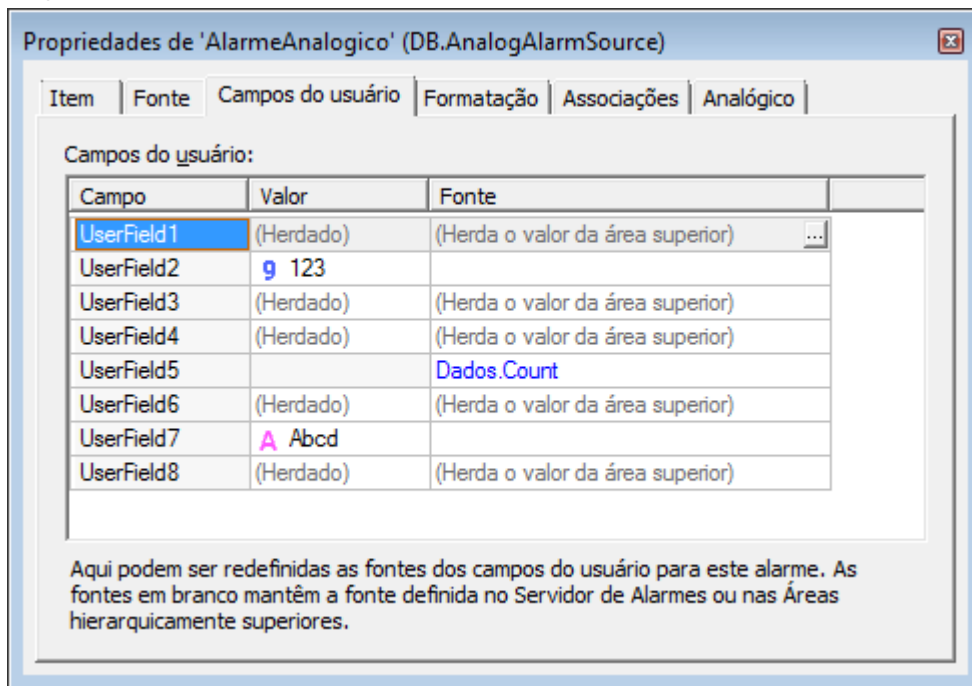 Propriedades de 'AlarmeAnalogico' (DB.AnalogAlarmSource)
Item Fonte Campos do usuário Formatação Associações Analógico
Campos do usuário:
Campo Valor Fonte
UserField1 (Herdado) (Herda o valor da área superior) ...
UserField2 9 123
UserField3 (Herdado) (Herda o valor da área superior)
UserField4 (Herdado) (Herda o valor da área superior)
UserField5 Dados.Count
UserField6 (Herdado) (Herda o valor da área superior)
UserField7 A Abcd
UserField8 (Herdado) (Herda o valor da área superior)
Aqui podem ser redefinidas as fontes dos campos do usuário para este alarme. As
fontes em branco mantêm a fonte definida no Servidor de Alarmes ou nas Áreas
hierarquicamente superiores.